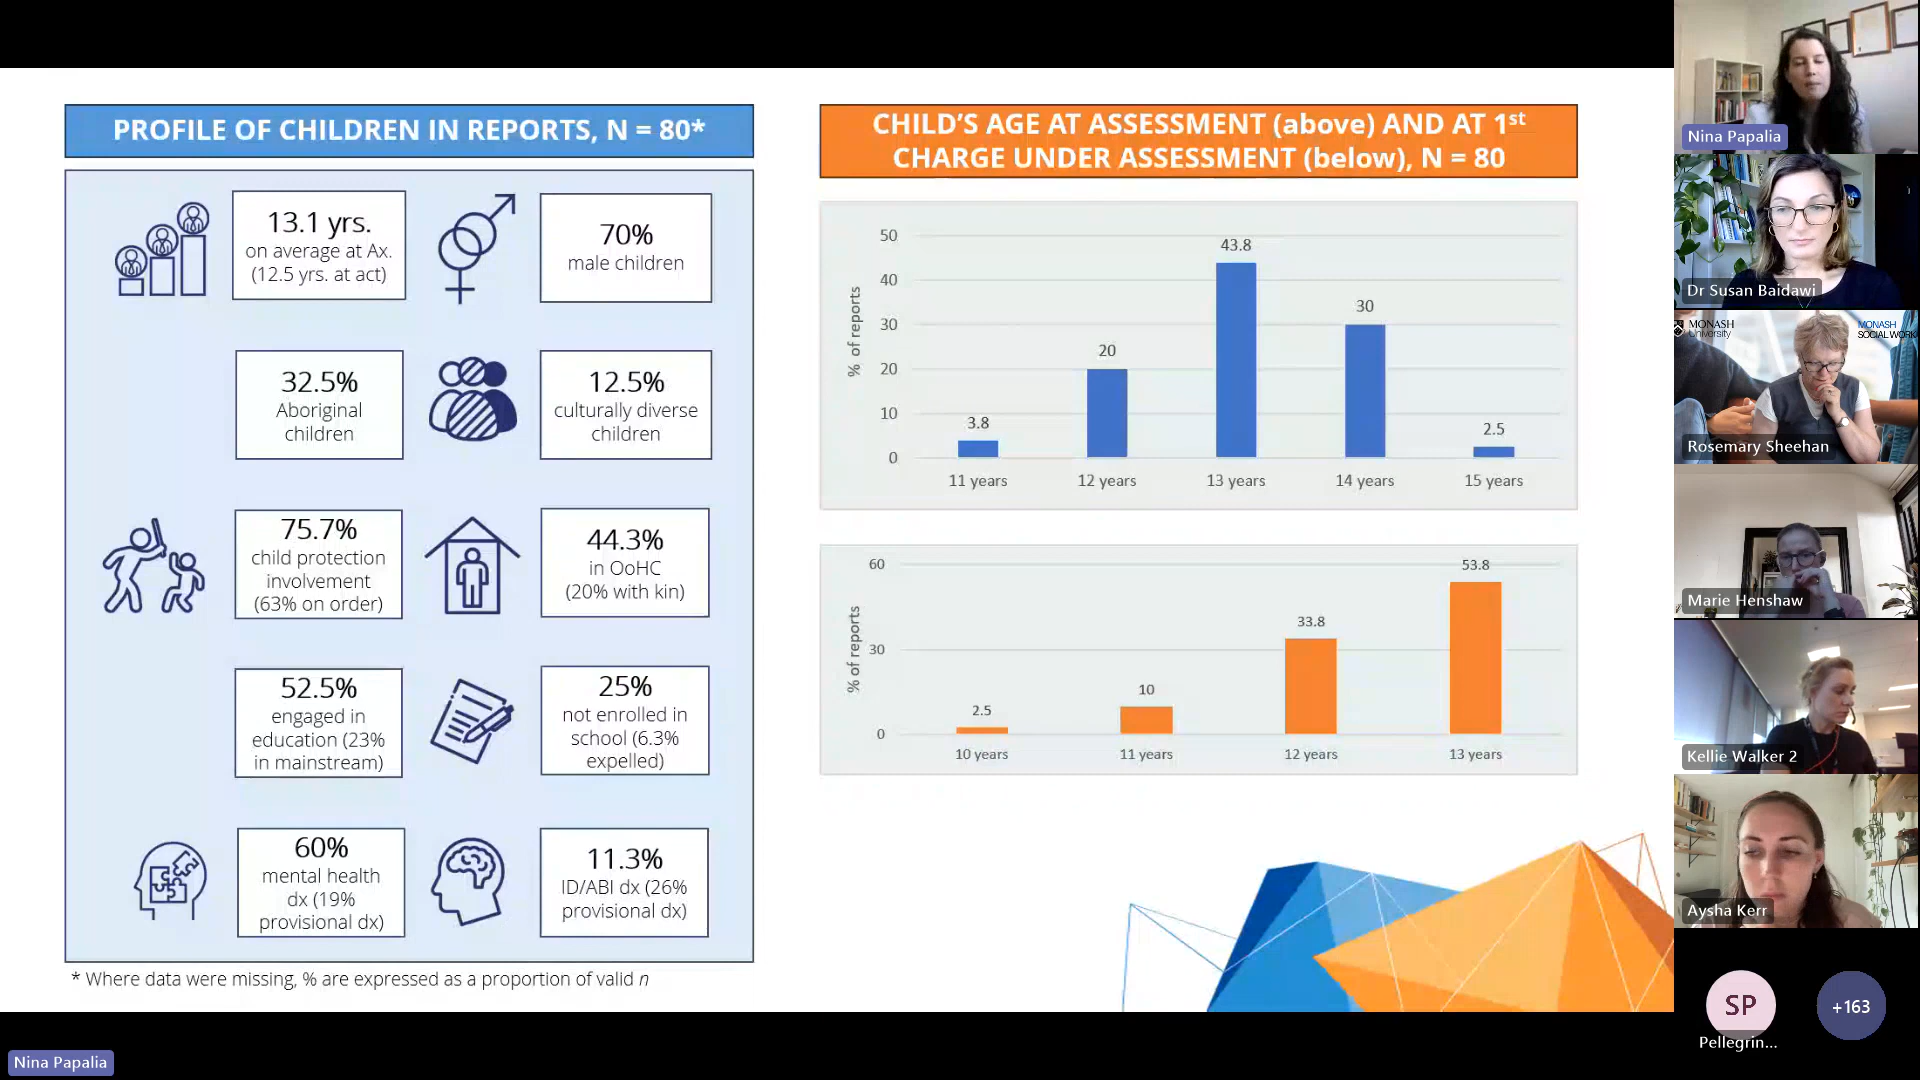 PROFILE OF CHILDREN IN REPORTS, N = 80*
13.1 yrs.
on average at Ax.
(12.5 yrs. at act)
70%
male children
32.5%
Aboriginal
children
12.5%
culturally diverse
children
75.7%
child protection
involvement
(63% on order)
44.3%
in OoHC
(20% with kin)
52.5%
engaged in
education (23%
in mainstream)
25%
not enrolled in
school (6.3%
expelled)
60%
mental health
dx (19%
provisional dx)
11.3%
ID/ABI dx (26%
provisional dx)
* Where data were missing, % are expressed as a proportion of valid n
CHILD'S AGE AT ASSESSMENT (above) AND AT 1st
CHARGE UNDER ASSESSMENT (below), N = 80
% of reports
50
40
30
20
10
0
3.8
20
43.8
30
2.5
11 years
12 years
13 years
14 years
15 years
% of reports
60
30
0
2.5
10
33.8
53.8
10 years
11 years
12 years
13 years
Nina Papalia
Dr Susan Baidawi
MONASH
University
MONASH
SOCIAL WORK
Rosemary Sheehan
Marie Henshaw
Kellie Walker 2
Aysha Kerr
SP
Pellegrin...
+163
Nina Papalia